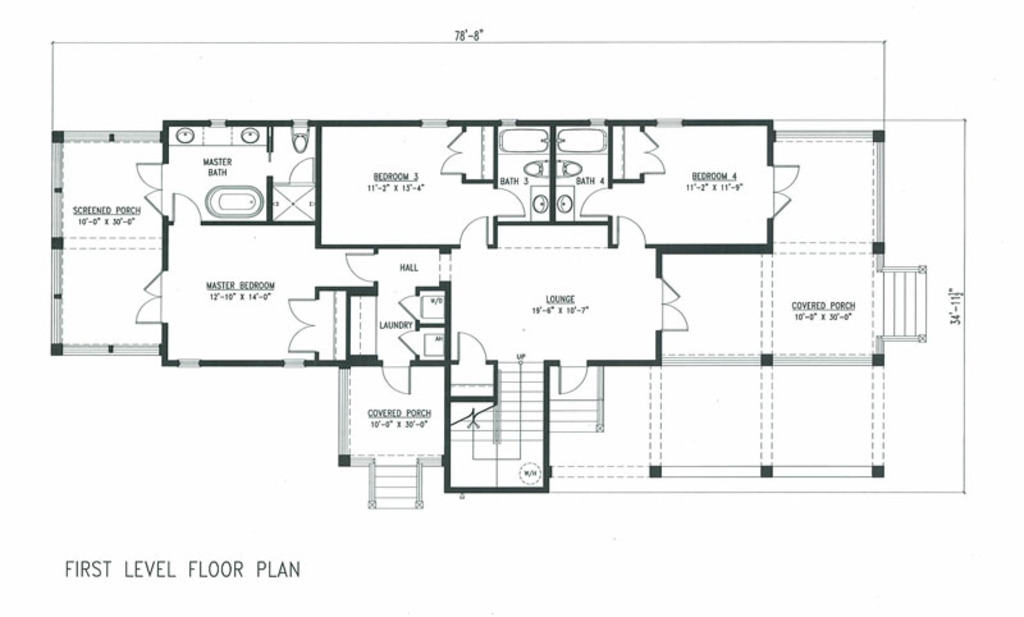 78'-8"
MASTER
BATH
BEDROOM 3
11'-2" X 13'-4"
BATH 3
BATH 4
BEDROOM 4
11'-2" X 11'-9"
SCREENED PORCH
10'-0" X 30'-0"
HALL
MASTER BEDROOM
12'-10" X 14'-0"
W/D
LOUNGE
19'-6" X 10'-7"
COVERED PORCH
10'-0" X 30'-0"
34'-11½"
LAUNDRY
AH
UP
COVERED PORCH
10'-0" X 30'-0"
W/H
FIRST LEVEL FLOOR PLAN